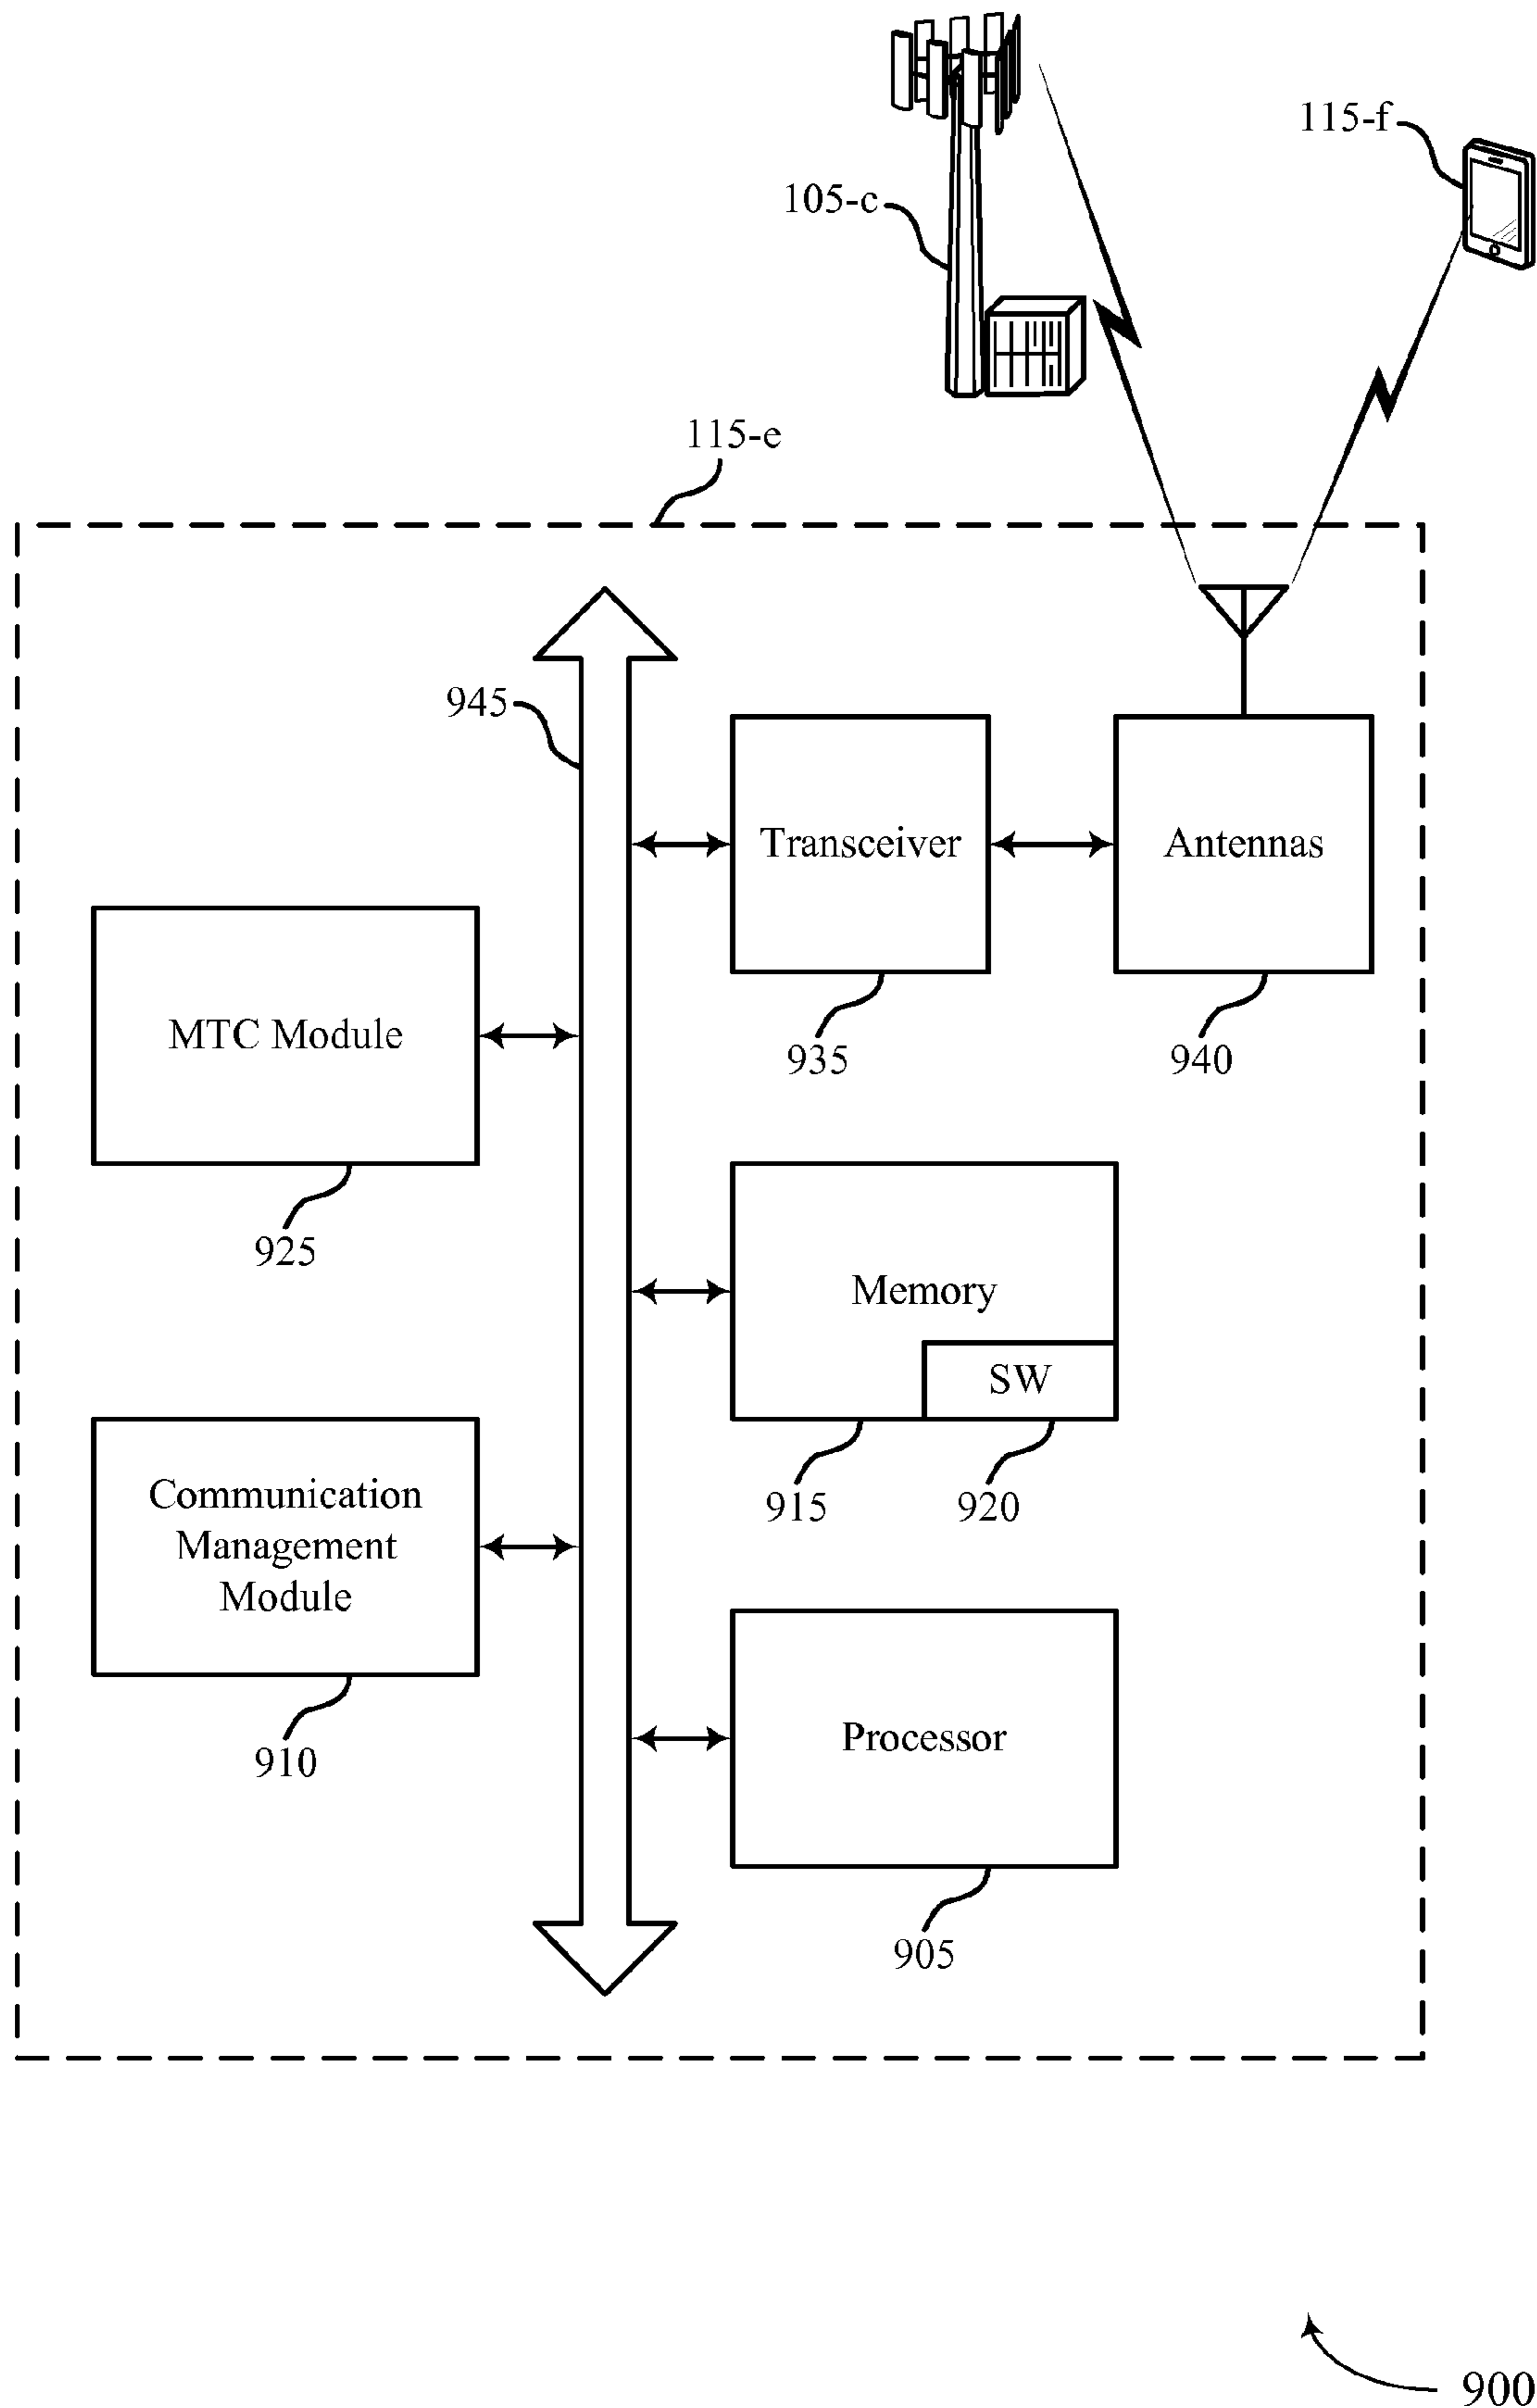 115-f
105-c
115-e
945
Transceiver
Antennas
935
940
MTC Module
925
Memory
SW
915
920
Communication
Management
Module
910
Processor
905
900